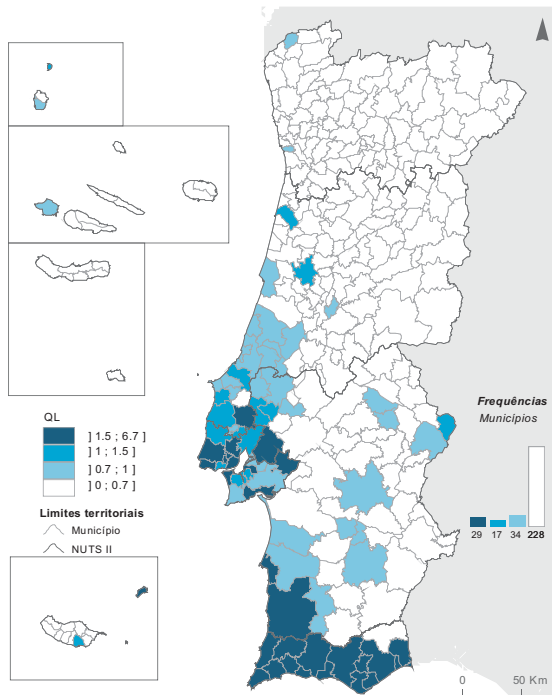 QL
] 1.5 ; 6.7 ]
] 1 ; 1.5 ]
] 0.7 ; 1 ]
] 0 ; 0.7 ]
Limites territoriais
Município
NUTS II
Frequências
Municípios
29 17 34 228
0 50 Km